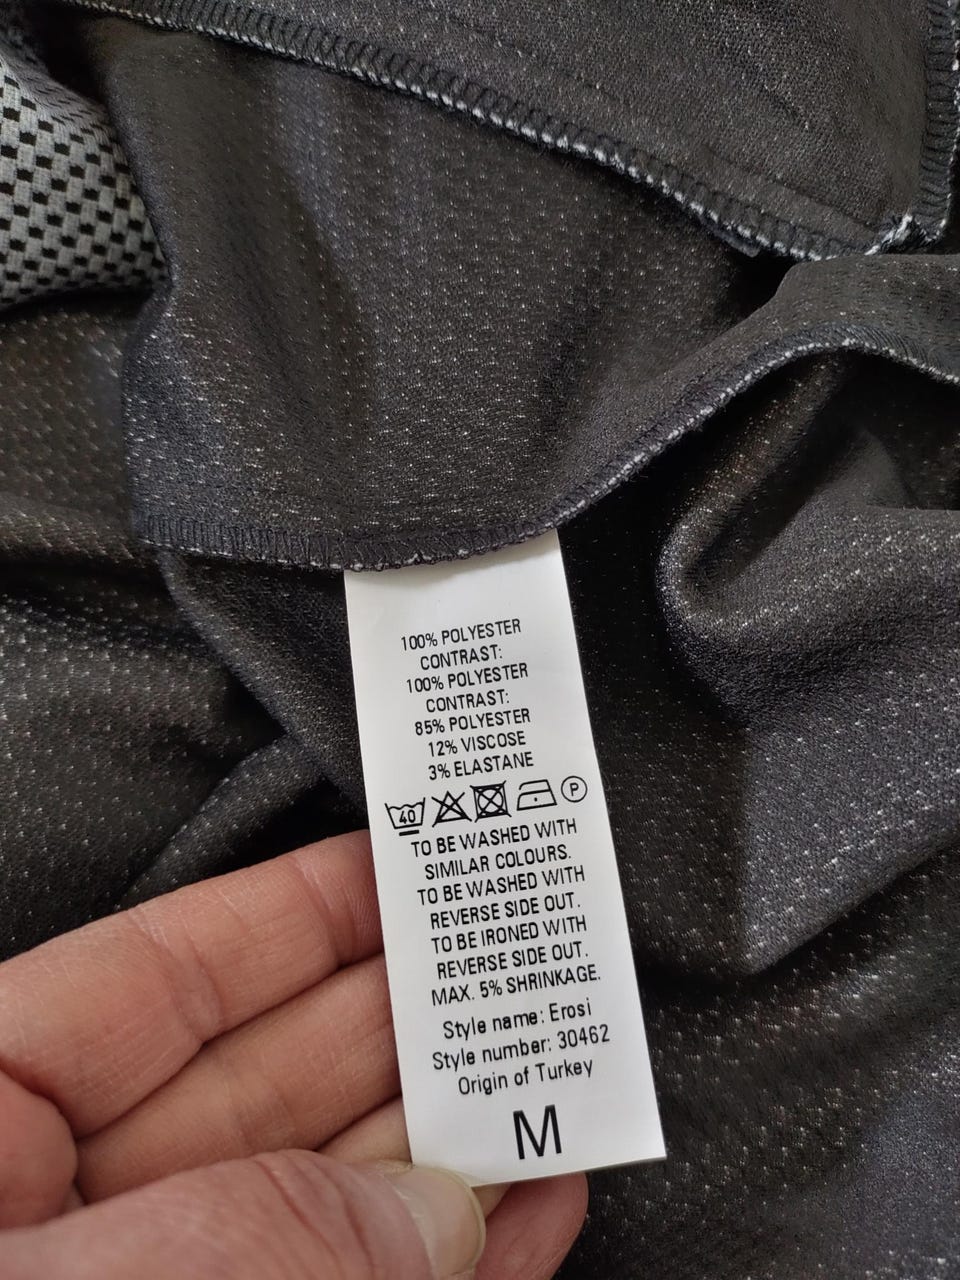 100% POLYESTER
CONTRAST:
100% POLYESTER
CONTRAST:
85% POLYESTER
12% VISCOSE
3% ELASTANE
40 P
TO BE WASHED WITH
SIMILAR COLOURS.
TO BE WASHED WITH
REVERSE SIDE OUT.
TO BE IRONED WITH
REVERSE SIDE OUT.
MAX. 5% SHRINKAGE.
Style name: Erosi
Style number: 30462
Origin of Turkey
M